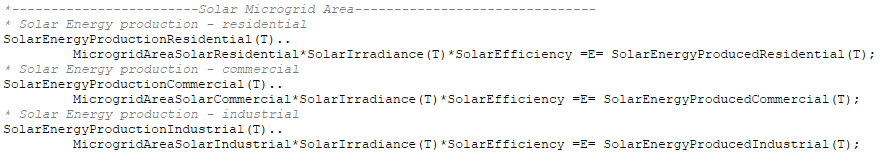 *------------------------Solar Microgrid Area-------------------------------
* Solar Energy production - residential
SolarEnergyProductionResidential(T)..
MicrogridAreaSolarResidential*SolarIrradiance(T)*SolarEfficiency =E= SolarEnergyProducedResidential(T);
* Solar Energy production - commercial
SolarEnergyProductionCommercial(T)..
MicrogridAreaSolarCommercial*SolarIrradiance(T)*SolarEfficiency =E= SolarEnergyProducedCommercial(T);
* Solar Energy production - industrial
SolarEnergyProductionIndustrial(T)..
MicrogridAreaSolarIndustrial*SolarIrradiance(T)*SolarEfficiency =E= SolarEnergyProducedIndustrial(T);